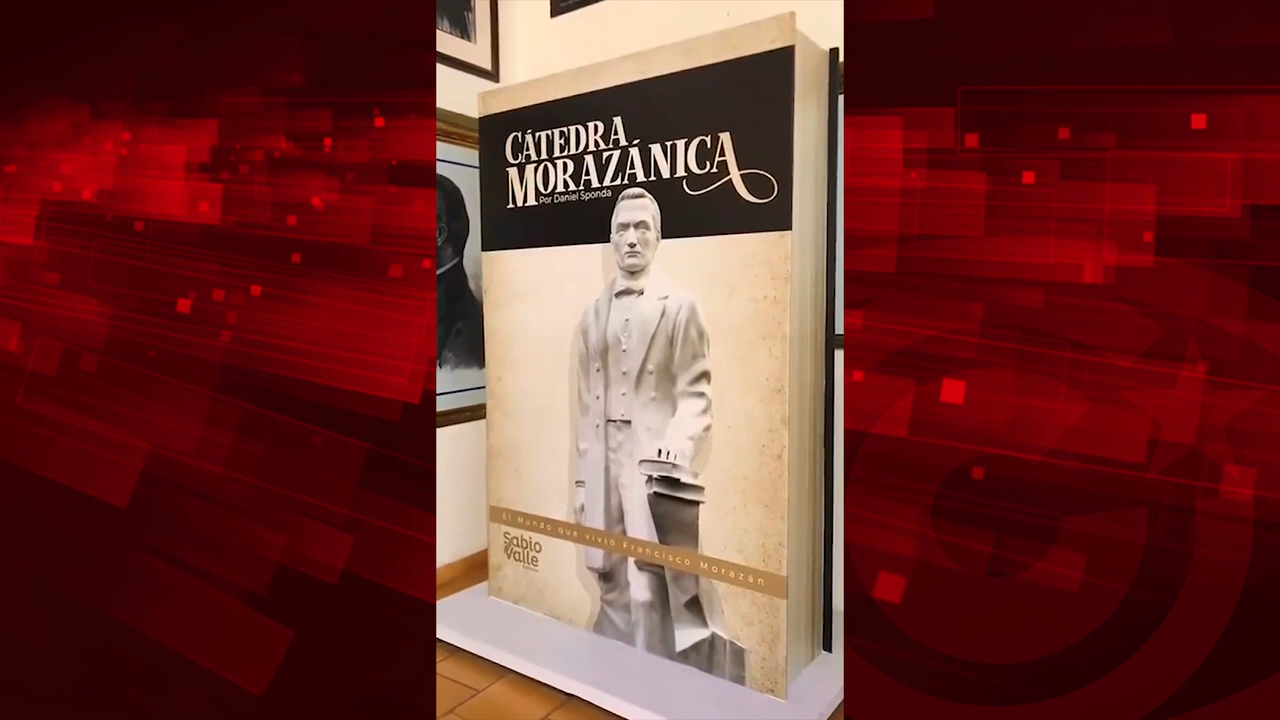 CÁTEDRA
MORAZÁNICA
Por Daniel Sponda
El Mundo que vivió Francisco Morazán
Sabio
Valle